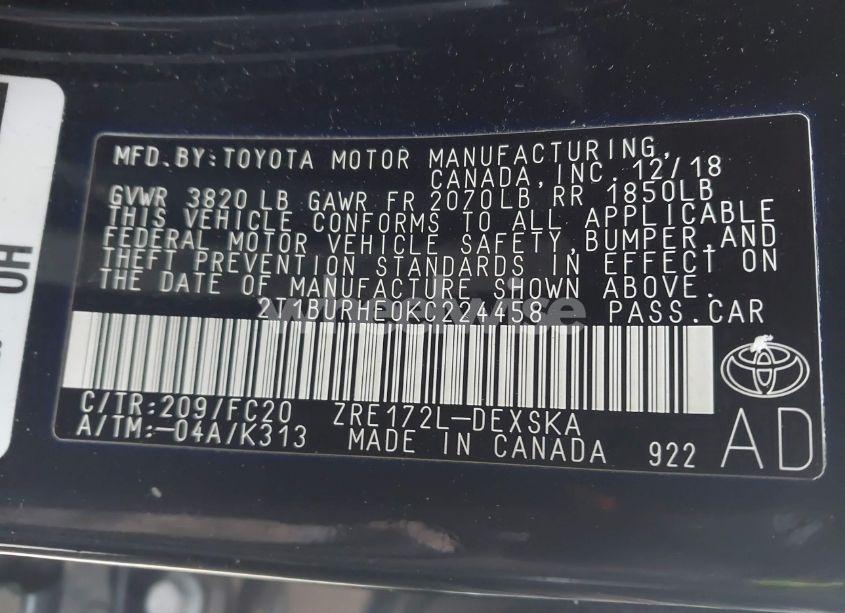 MFD.BY:TOYOTA MOTOR MANUFACTURING,
CANADA, INC. 12/18
GVWR 3820 LB GAWR FR 2070LB RR 1850LB
THIS VEHICLE CONFORMS TO ALL APPLICABLE
FEDERAL MOTOR VEHICLE SAFETY, BUMPER, AND
THEFT PREVENTION STANDARDS IN EFFECT ON
THE DATE OF MANUFACTURE SHOWN ABOVE.
2T1BURHE0KC224458 PASS.CAR
C/TR:209/FC20 ZRE172L-DEXSKA
A/TM:-04A/K313 MADE IN CANADA 922 AD
OH